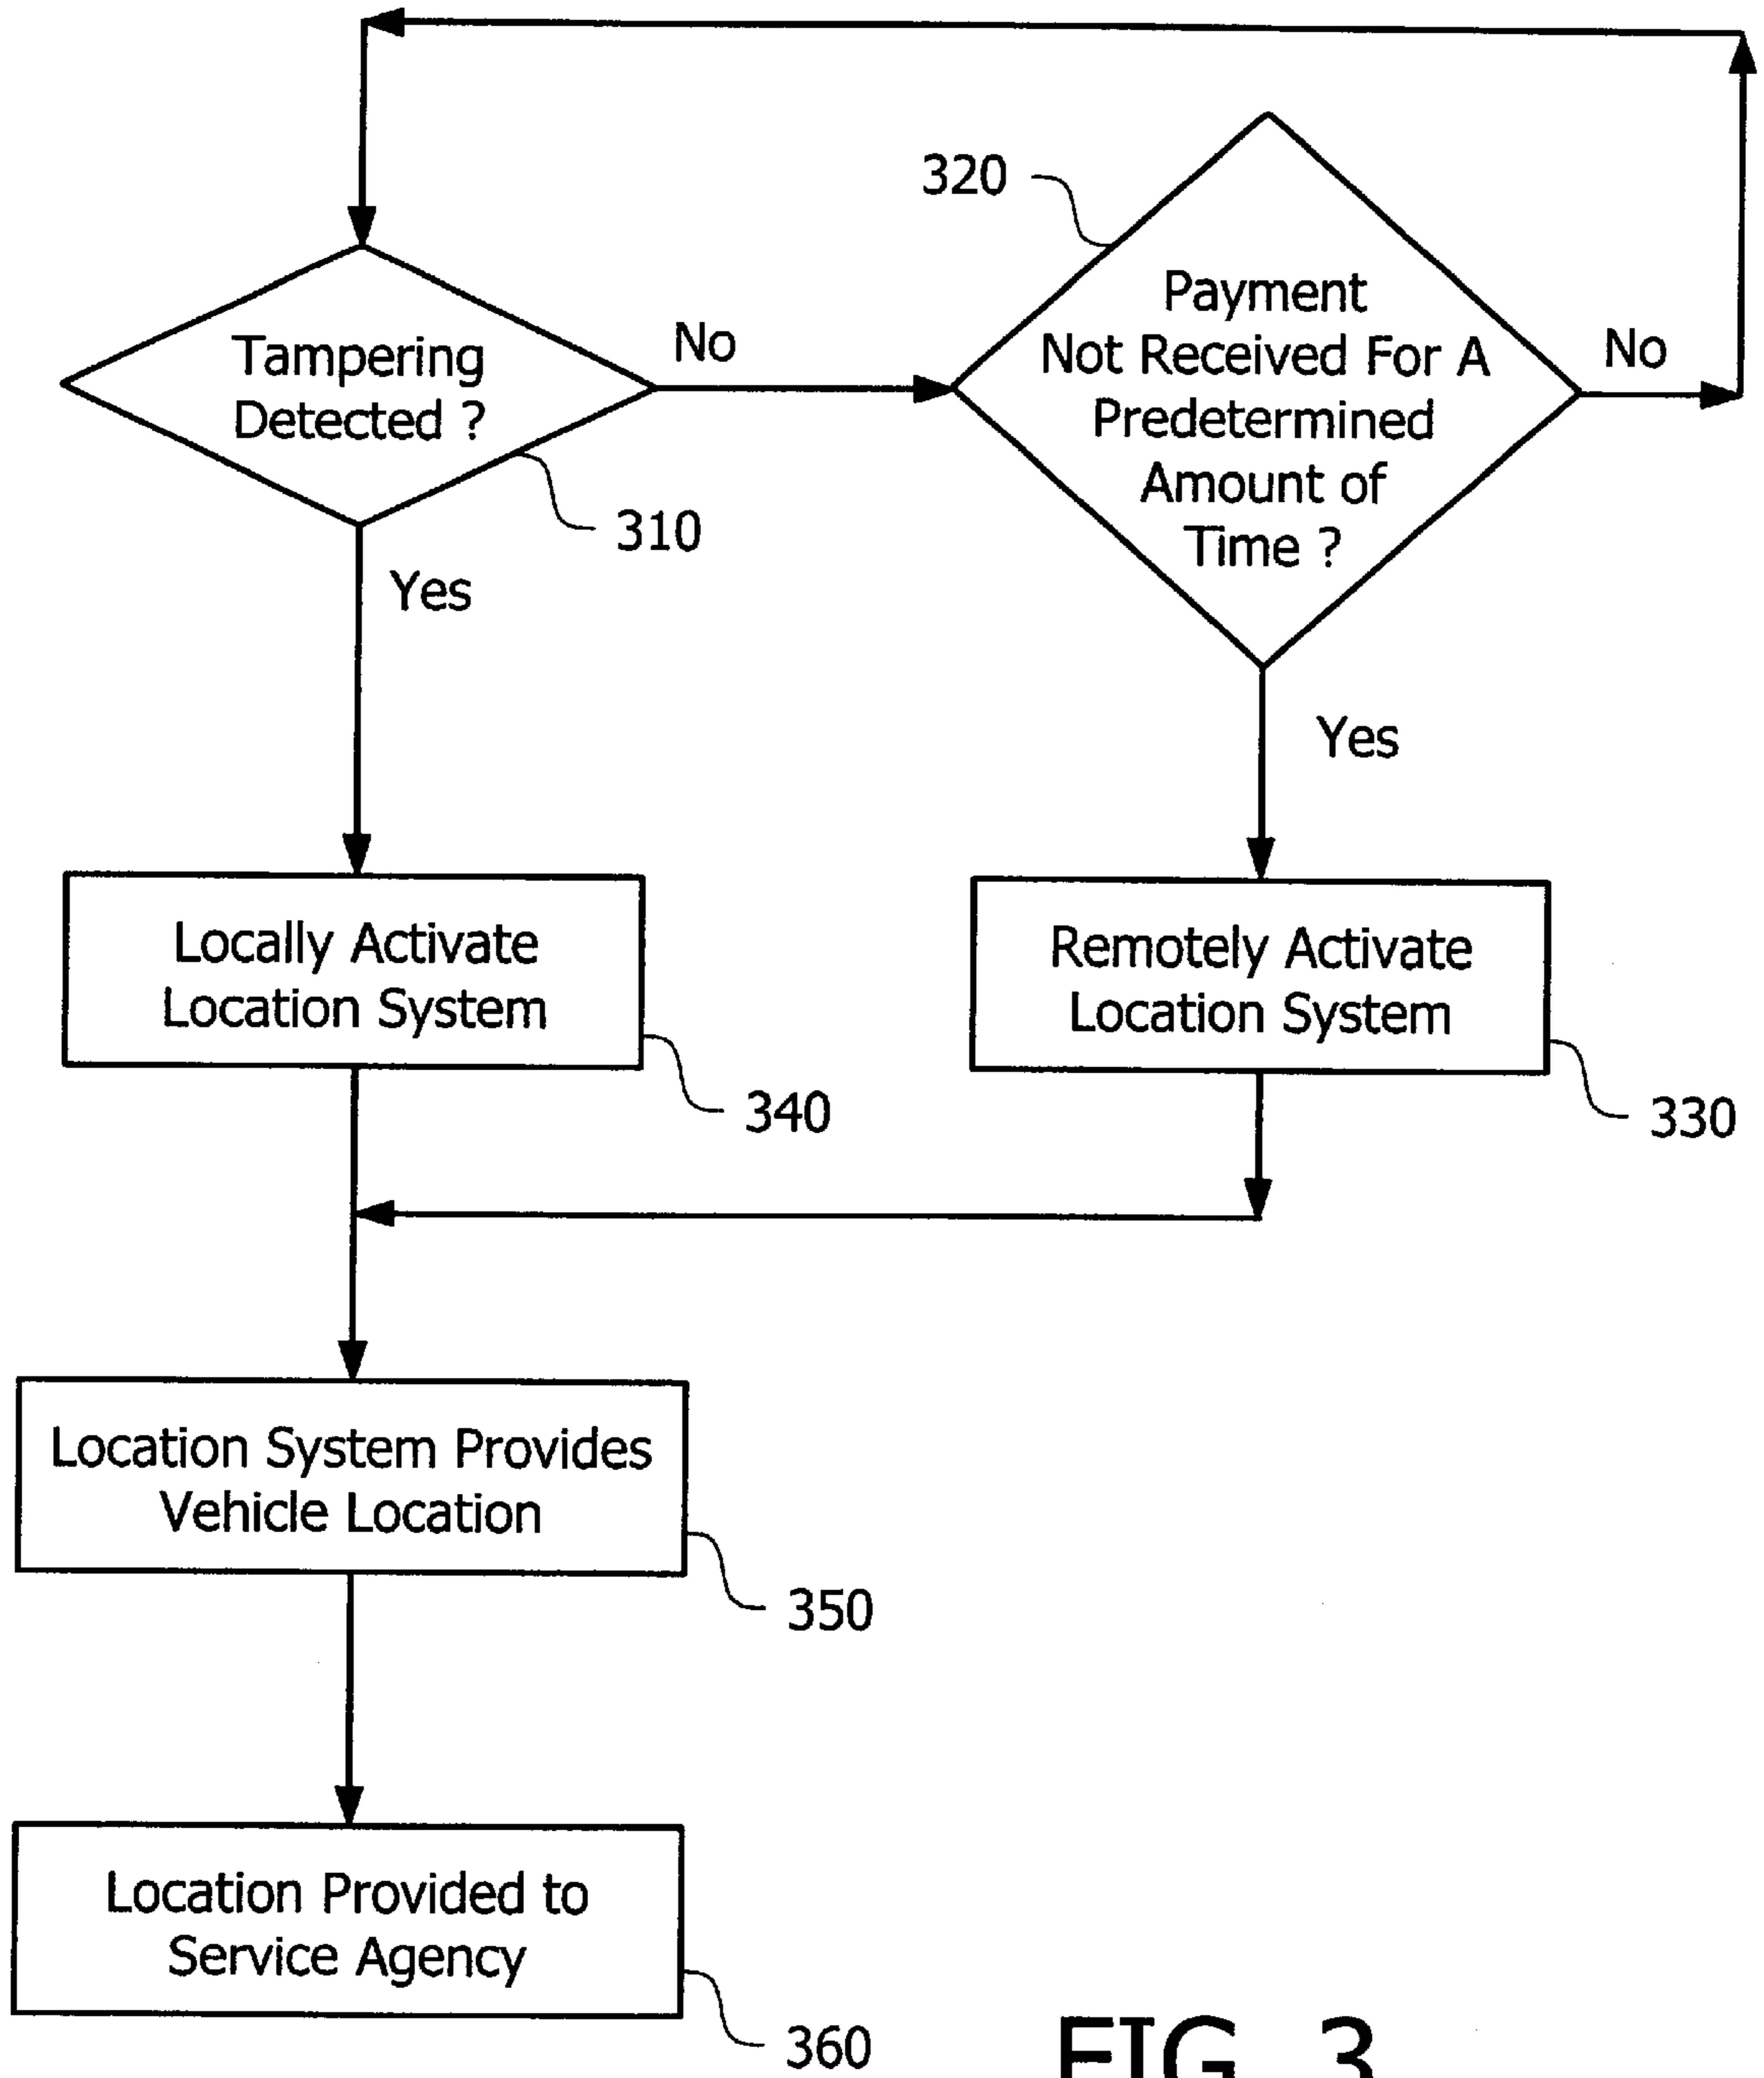 320
Payment
Not Received For A
Predetermined
Amount of
Time ?
No
No
Tampering
Detected ?
310
Yes
Yes
Locally Activate
Location System
340
Remotely Activate
Location System
330
Location System Provides
Vehicle Location
350
Location Provided to
Service Agency
360
FIG. 3